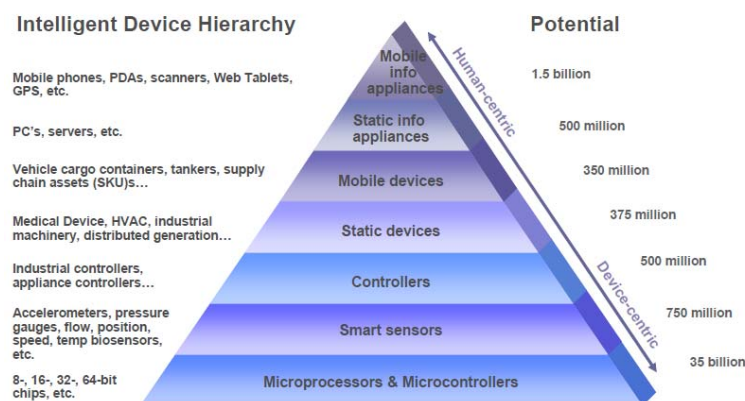 Intelligent Device Hierarchy
Potential
Mobile phones, PDAs, scanners, Web Tablets,
GPS, etc.
Mobile
info
appliances
1.5 billion
Human-centric
PC's, servers, etc.
Static info
appliances
500 million
Vehicle cargo containers, tankers, supply
chain assets (SKU)s...
Mobile devices
350 million
Medical Device, HVAC, industrial
machinery, distributed generation...
Static devices
375 million
Industrial controllers,
appliance controllers...
Controllers
500 million
Device-centric
Accelerometers, pressure
gauges, flow, position,
speed, temp biosensors,
etc.
Smart sensors
750 million
8-, 16-, 32-, 64-bit
chips, etc.
Microprocessors & Microcontrollers
35 billion